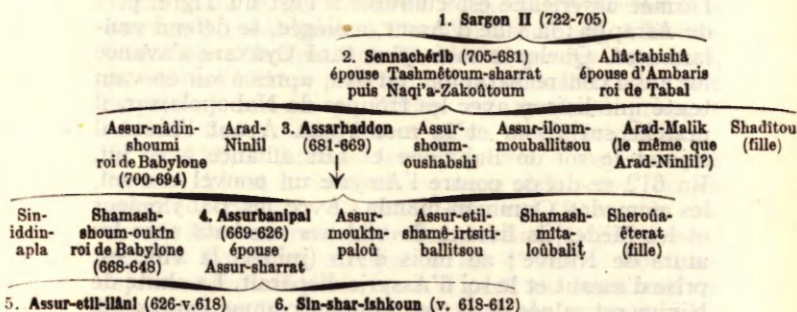 1. Sargon II (722-705)
2. Sennachérib (705-681)
épouse Tashmêtoum-sharrat
puis Naqi'a-Zakoûtoum
Ahâ-tabishâ
épouse d'Ambaris
roi de Tabal
Assur-nâdin-
shoumi
roi de Babylone
(700-694)
Arad-
Ninlil
3. Assarhaddon
(681-669)
Assur-
shoum-
oushabshi
Assur-iloum-
mouballitsou
Arad-Malik
(le même que
Arad-Ninlil?)
Shaditou
(fille)
Sin-
iddin-
apla
Shamash-
shoum-oukîn
roi de Babylone
(668-648)
4. Assurbanipal
(669-626)
épouse
Assur-sharrat
Assur-
moukîn-
paloû
Assur-etil-
shamê-irtsiti-
ballitsou
Shamash-
mîta-
loûbaliṭ
Sheroûa-
êterat
(fille)
5. Assur-etil-ilâni (626-v.618)
6. Sin-shar-ishkoun (v. 618-612)